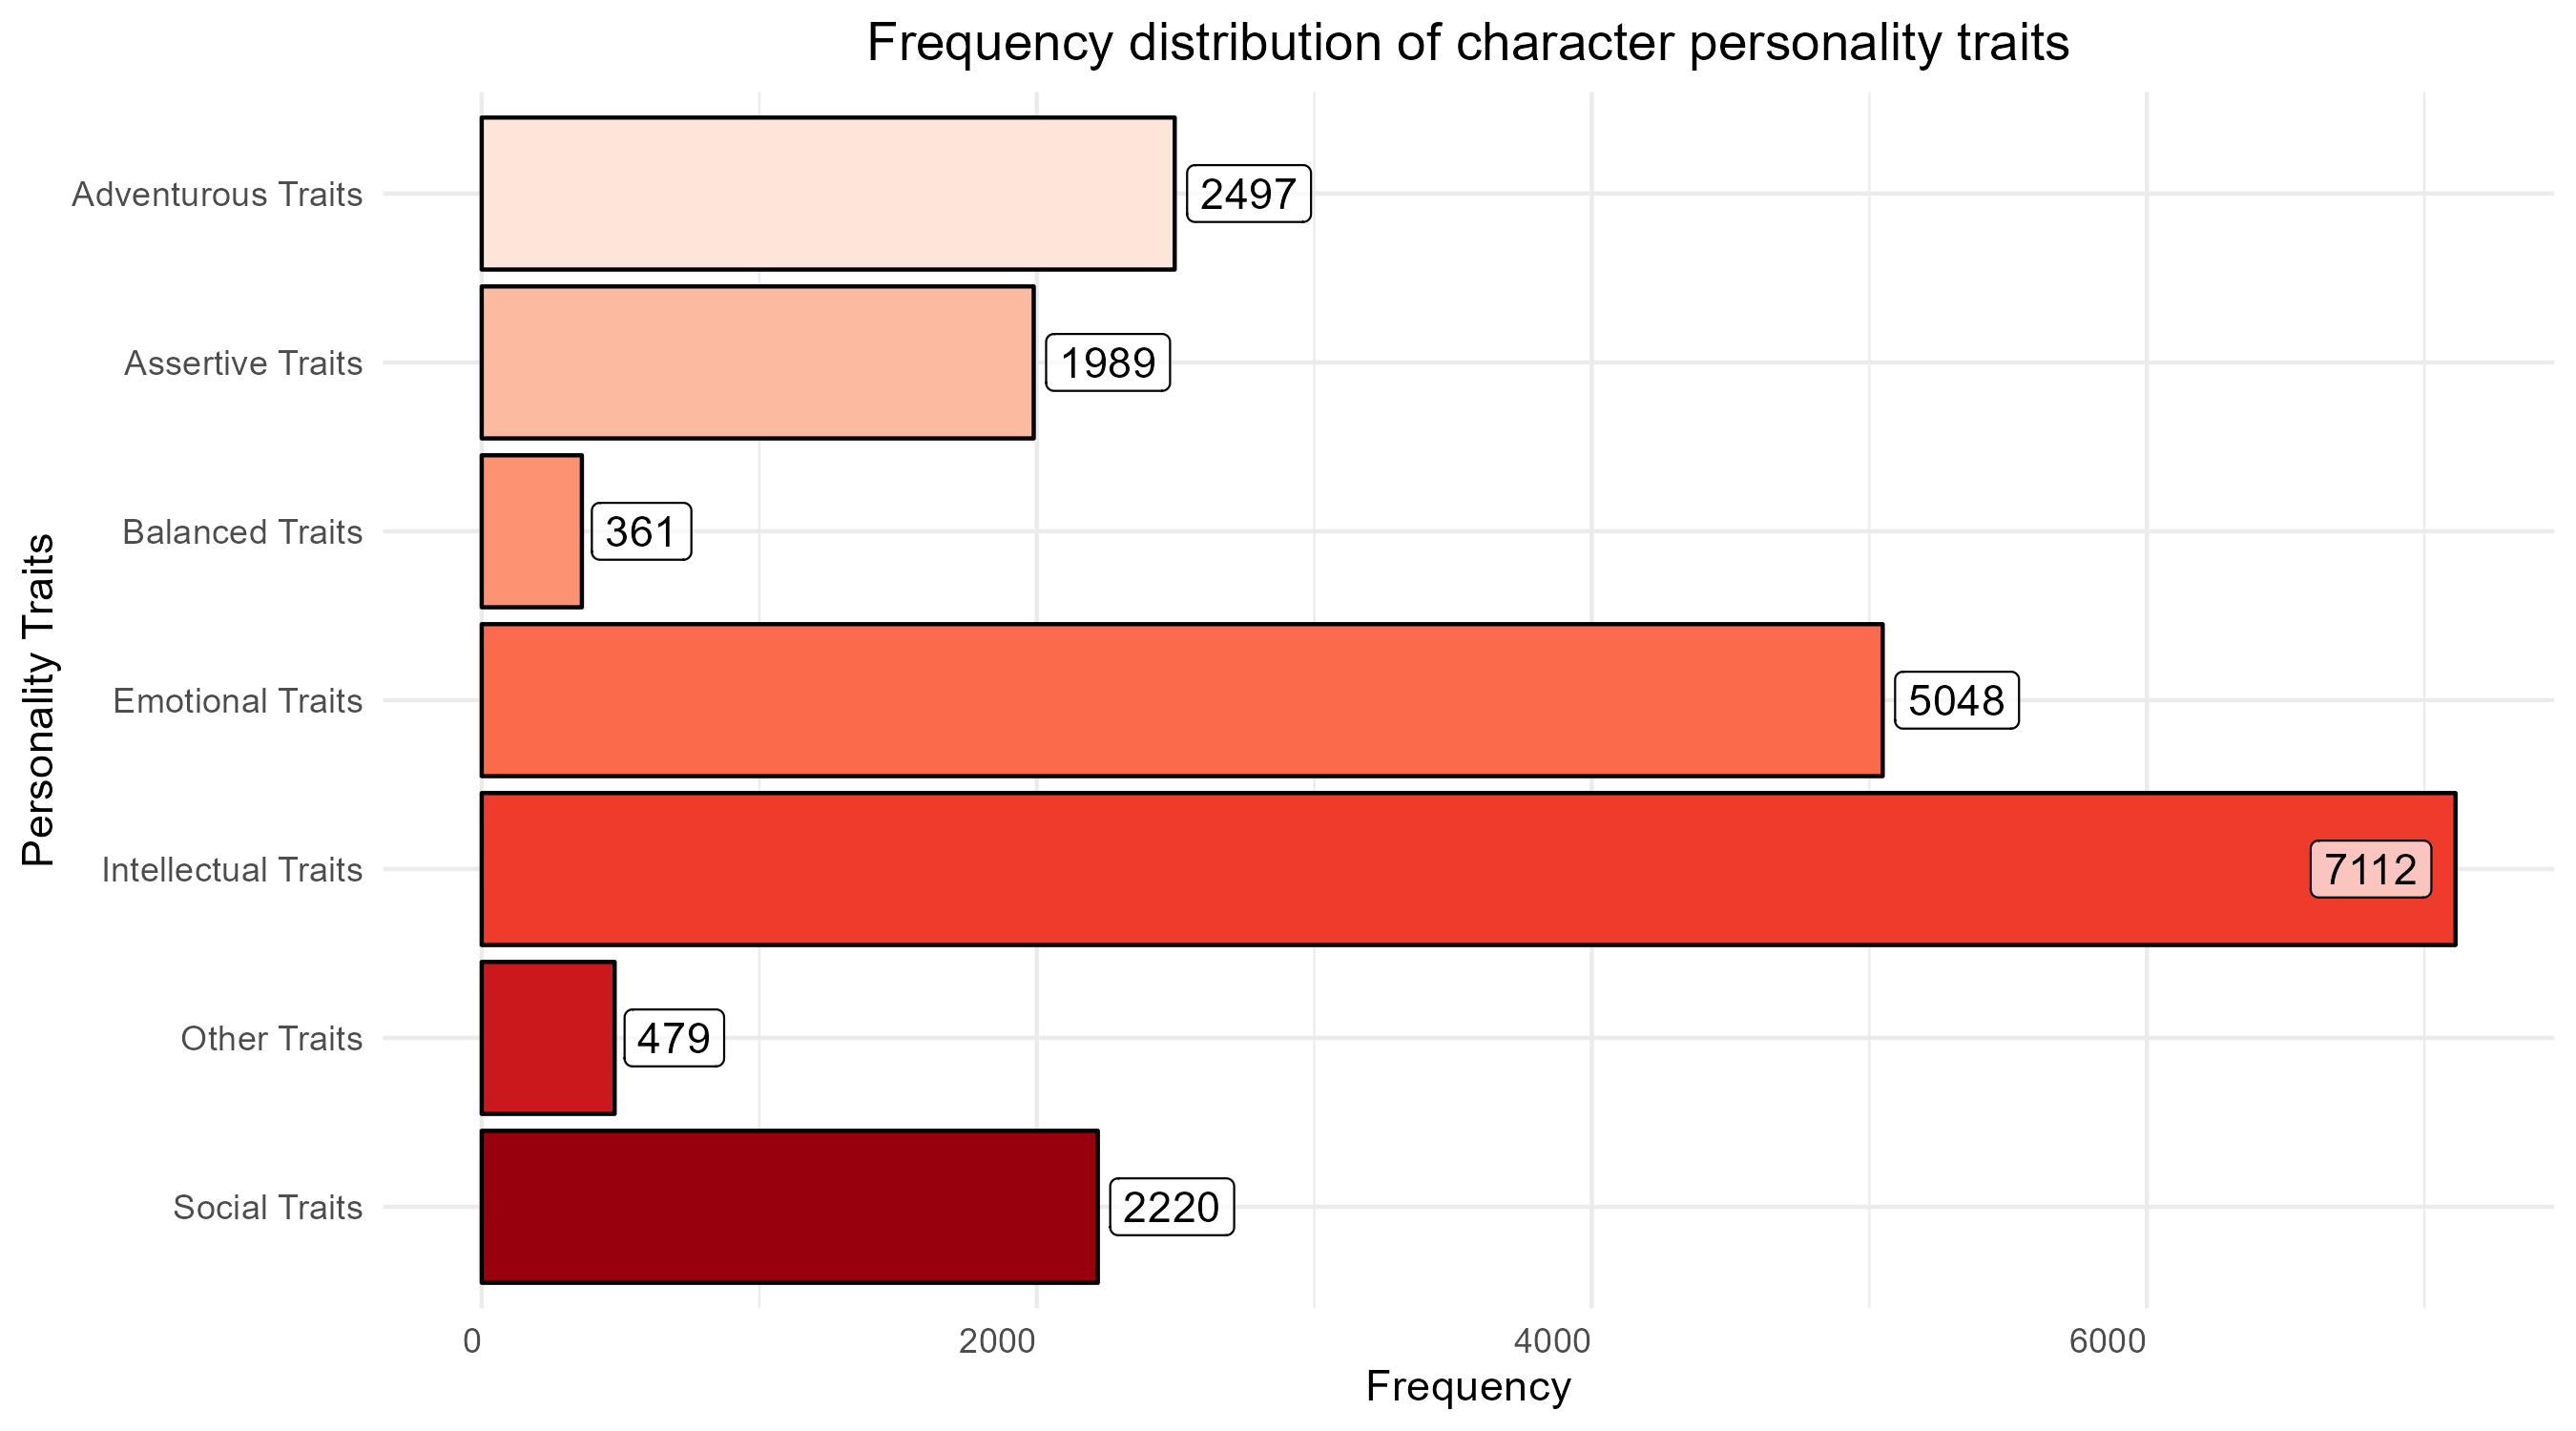 Frequency distribution of character personality traits
Personality Traits
Adventurous Traits
2497
Assertive Traits
1989
Balanced Traits
361
Emotional Traits
5048
Intellectual Traits
7112
Other Traits
479
Social Traits
2220
0 2000 4000 6000
Frequency